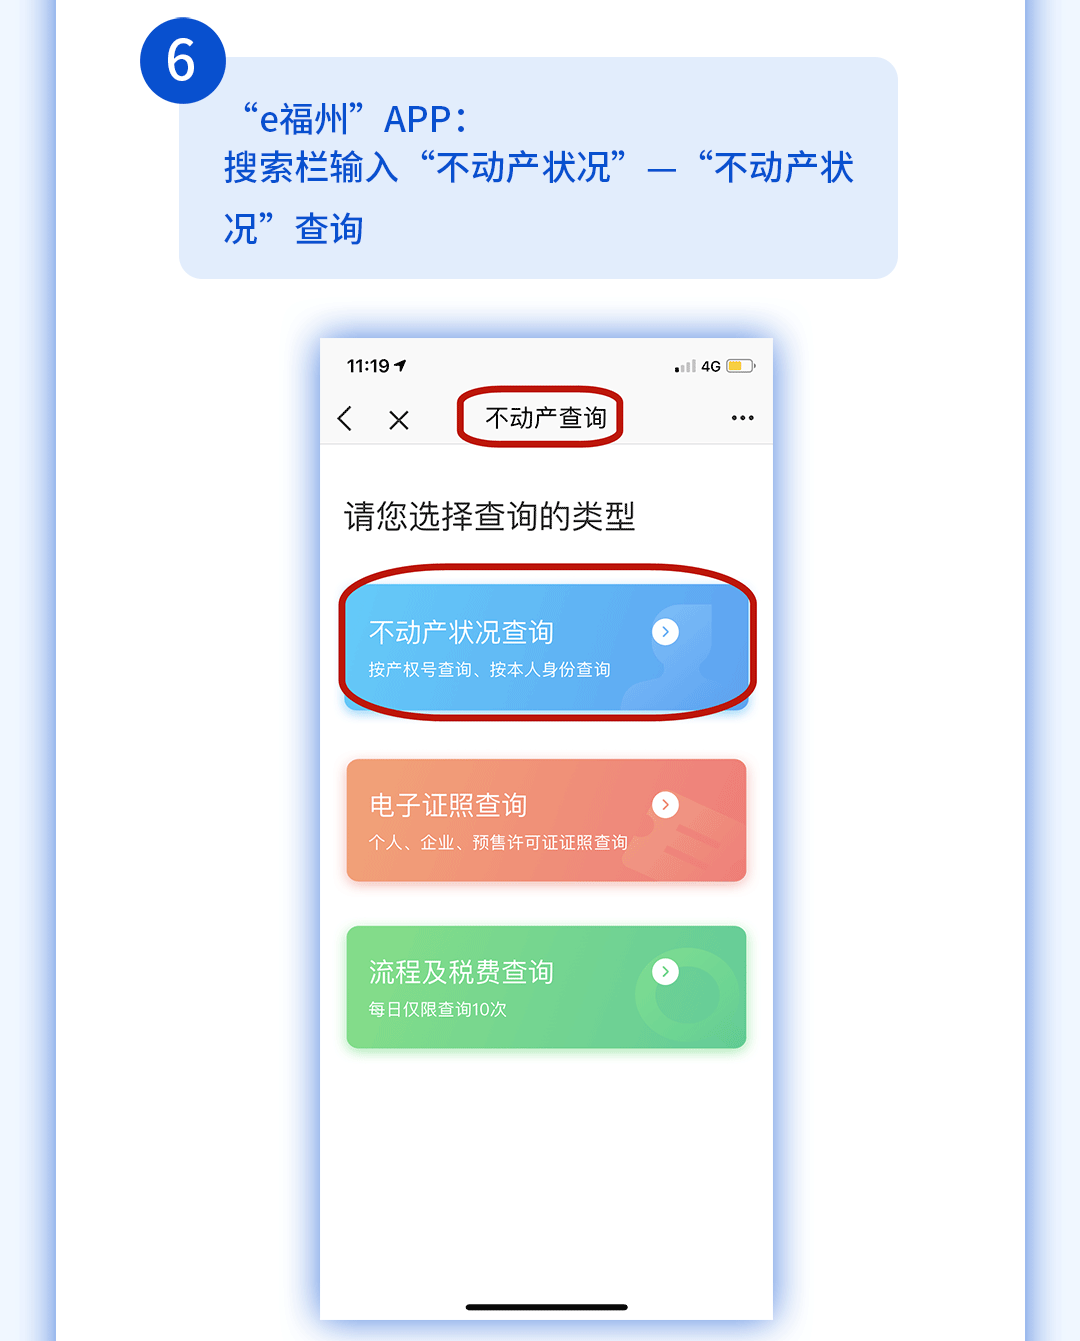 6
“e福州”APP：
搜索栏输入“不动产状况”—“不动产状
况”查询
11:19
4G
不动产查询
请您选择查询的类型
不动产状况查询
按产权号查询、按本人身份查询
电子证照查询
个人、企业、预售许可证证照查询
流程及税费查询
每日仅限查询10次